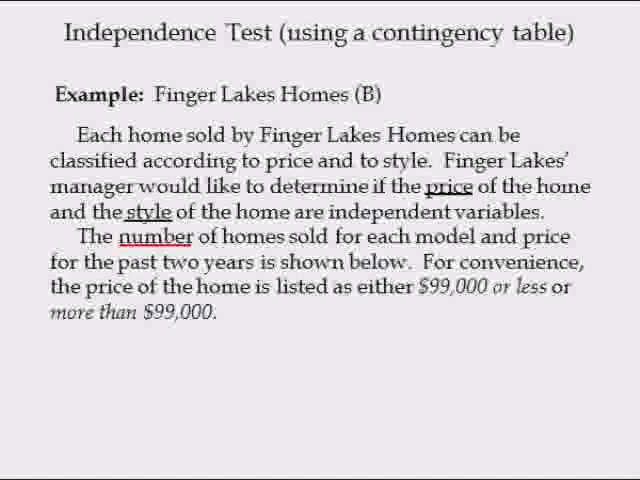 Independence Test (using a contingency table)
Example: Finger Lakes Homes (B)
Each home sold by Finger Lakes Homes can be
classified according to price and to style. Finger Lakes'
manager would like to determine if the price of the home
and the style of the home are independent variables.
The number of homes sold for each model and price
for the past two years is shown below. For convenience,
the price of the home is listed as either $99,000 or less or
more than $99,000.